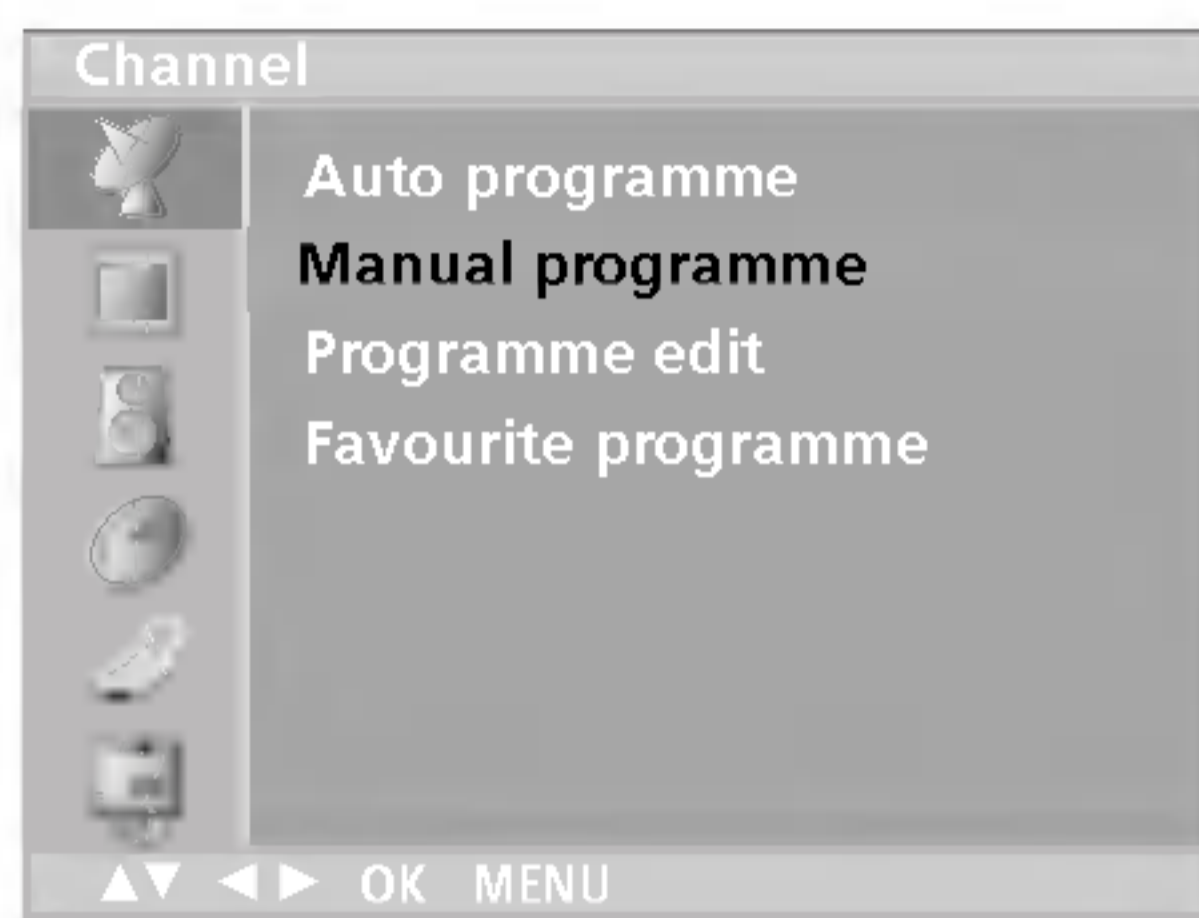 Channel
Auto programme
Manual programme
Programme edit
Favourite programme
▲▼ ◀ ▶ OK MENU